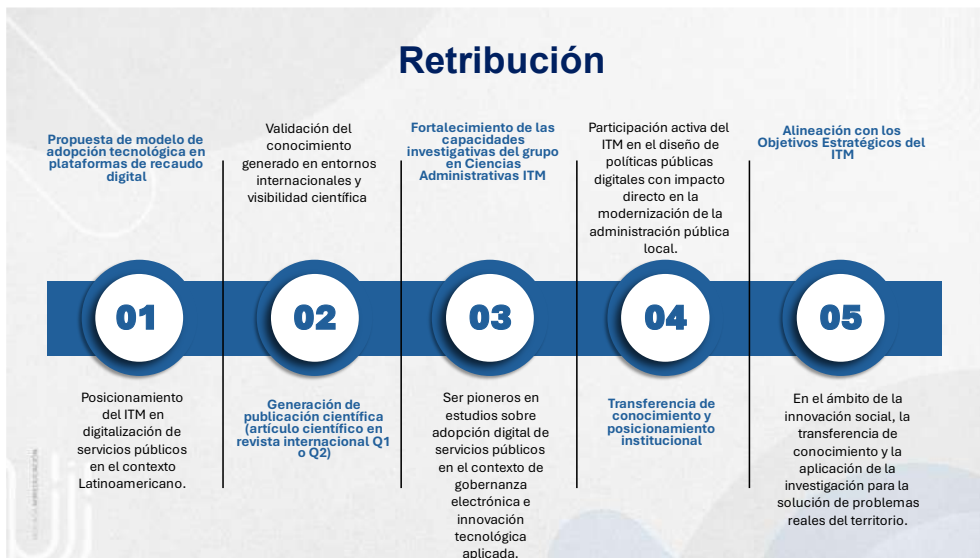 Retribución
Propuesta de modelo de
adopción tecnológica en
plataformas de recaudo
digital
01
Posicionamiento
del ITM en
digitalización de
servicios públicos
en el contexto
Latinoamericano.
Validación del
conocimiento
generado en entornos
internacionales y
visibilidad científica
02
Generación de
publicación científica
(artículo científico en
revista internacional Q1
o Q2)
Fortalecimiento de las
capacidades
investigativas del grupo
en Ciencias
Administrativas ITM
03
Ser pioneros en
estudios sobre
adopción digital de
servicios públicos
en el contexto de
gobernanza
electrónica e
innovación
tecnológica
aplicada.
Participación activa del
ITM en el diseño de
políticas públicas
digitales con impacto
directo en la
modernización de la
administración pública
local.
04
Transferencia de
conocimiento y
posicionamiento
institucional
Alineación con los
Objetivos Estratégicos del
ITM
05
En el ámbito de la
innovación social, la
transferencia de
conocimiento y la
aplicación de la
investigación para la
solución de problemas
reales del territorio.